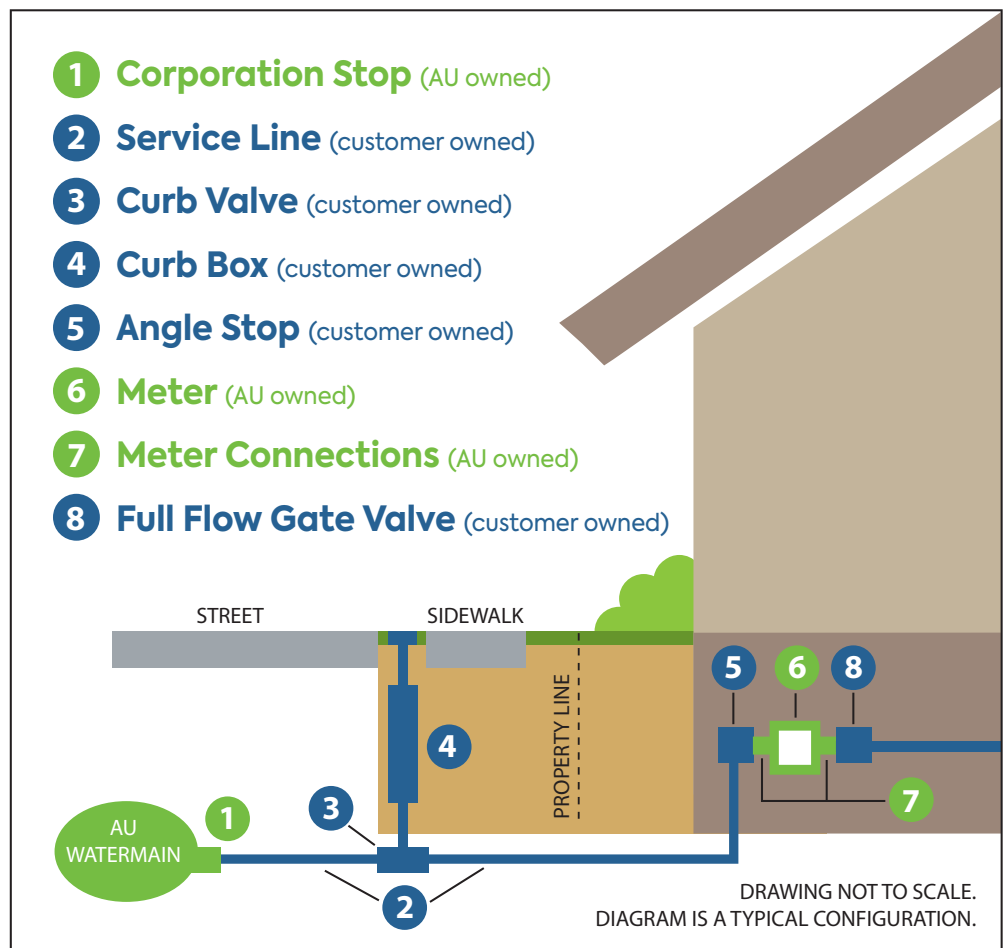 1 Corporation Stop (AU owned)
2 Service Line (customer owned)
3 Curb Valve (customer owned)
4 Curb Box (customer owned)
5 Angle Stop (customer owned)
6 Meter (AU owned)
7 Meter Connections (AU owned)
8 Full Flow Gate Valve (customer owned)
STREET
SIDEWALK
PROPERTY LINE
5
6
8
4
7
3
1
AU
WATERMAIN
2
DRAWING NOT TO SCALE.
DIAGRAM IS A TYPICAL CONFIGURATION.